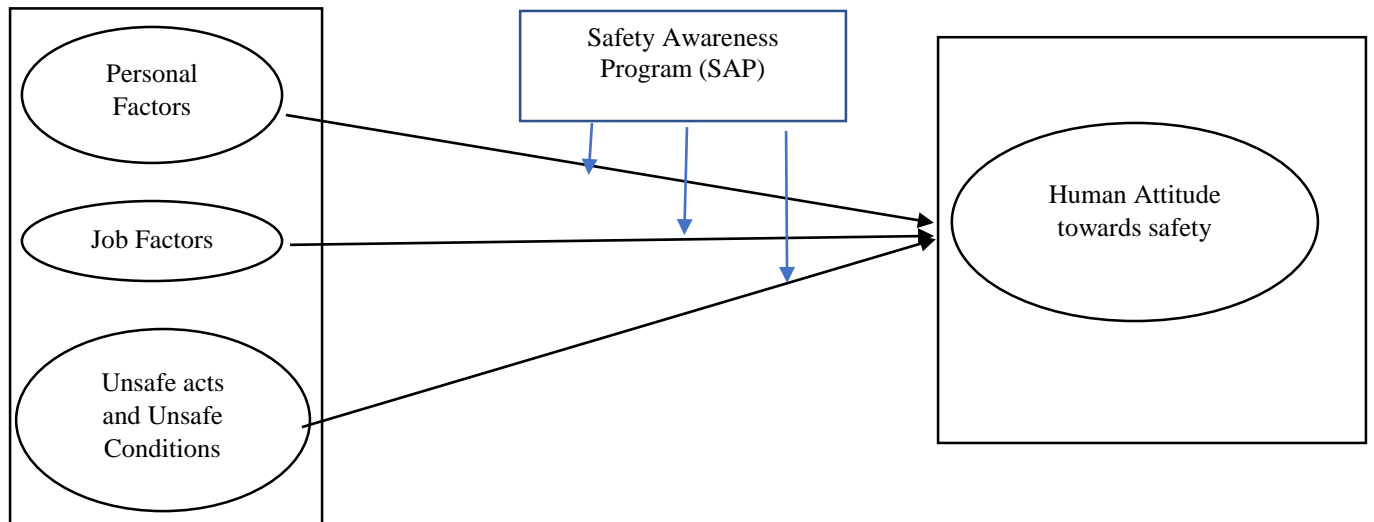 Personal
Factors
Job Factors
Unsafe acts
and Unsafe
Conditions
Safety Awareness
Program (SAP)
Human Attitude
towards safety